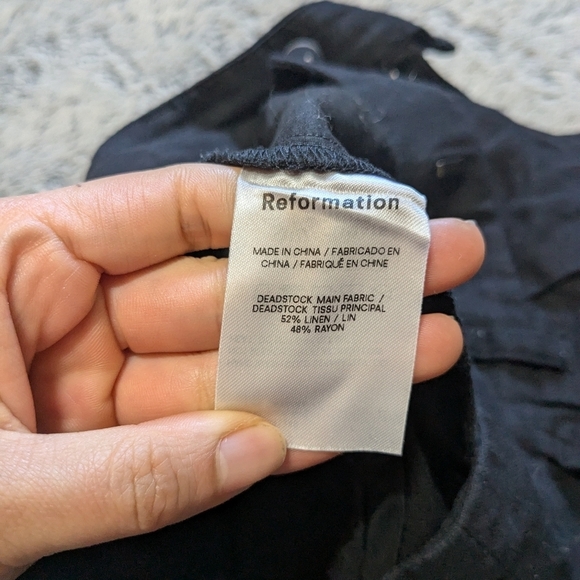 Reformation
MADE IN CHINA / FABRICADO EN
CHINA / FABRIQUÉ EN CHINE
DEADSTOCK MAIN FABRIC /
DEADSTOCK TISSU PRINCIPAL
52% LINEN / LIN
48% RAYON